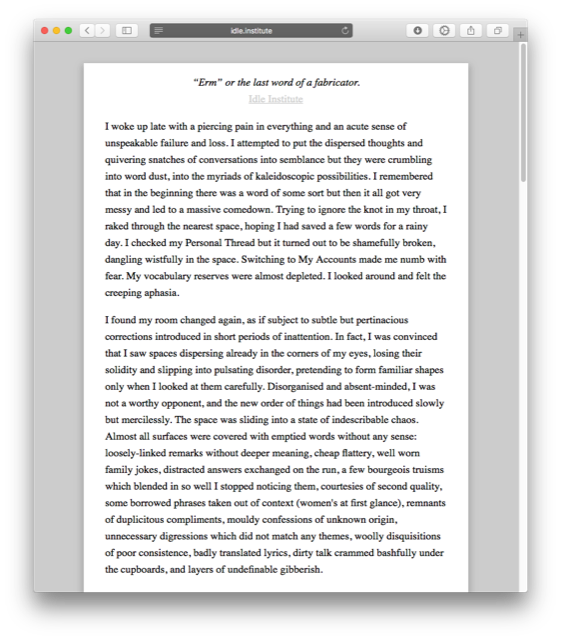 idle.institute
“Erm” or the last word of a fabricator.
Idle Institute
I woke up late with a piercing pain in everything and an acute sense of
unspeakable failure and loss. I attempted to put the dispersed thoughts and
quivering snatches of conversations into semblance but they were crumbling
into word dust, into the myriads of kaleidoscopic possibilities. I remembered
that in the beginning there was a word of some sort but then it all got very
messy and led to a massive comedown. Trying to ignore the knot in my throat, I
raked through the nearest space, hoping I had saved a few words for a rainy
day. I checked my Personal Thread but it turned out to be shamefully broken,
dangling wistfully in the space. Switching to My Accounts made me numb with
fear. My vocabulary reserves were almost depleted. I looked around and felt the
creeping aphasia.
I found my room changed again, as if subject to subtle but pertinacious
corrections introduced in short periods of inattention. In fact, I was convinced
that I saw spaces dispersing already in the corners of my eyes, losing their
solidity and slipping into pulsating disorder, pretending to form familiar shapes
only when I looked at them carefully. Disorganised and absent-minded, I was
not a worthy opponent, and the new order of things had been introduced slowly
but mercilessly. The space was sliding into a state of indescribable chaos.
Almost all surfaces were covered with emptied words without any sense:
loosely-linked remarks without deeper meaning, cheap flattery, well worn
family jokes, distracted answers exchanged on the run, a few bourgeois truisms
which blended in so well I stopped noticing them, courtesies of second quality,
some borrowed phrases taken out of context (women's at first glance), remnants
of duplicitous compliments, mouldy confessions of unknown origin,
unnecessary digressions which did not match any themes, woolly disquisitions
of poor consistence, badly translated lyrics, dirty talk crammed bashfully under
the cupboards, and layers of undefinable gibberish.